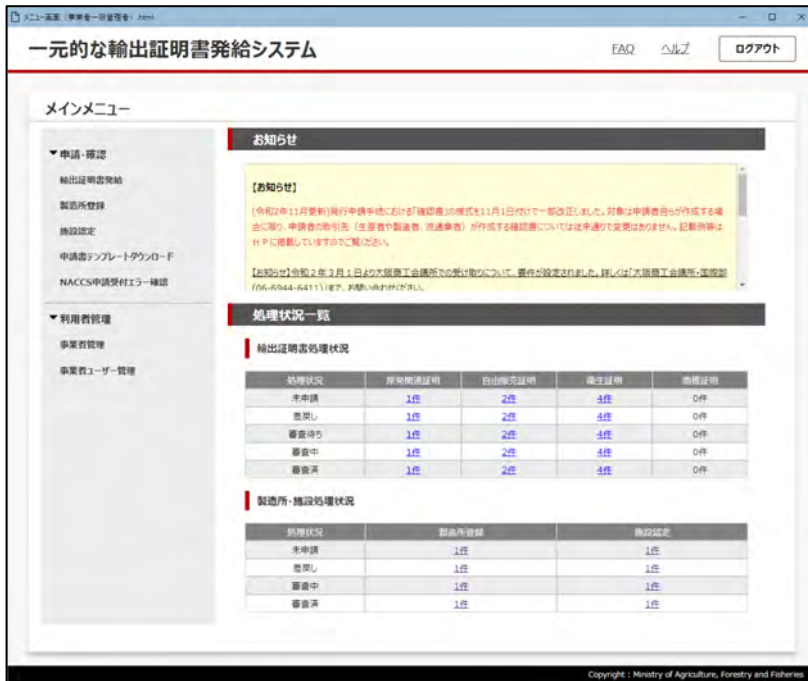 メニュー画面（事業者一括管理者）.html
一元的な輸出証明書発給システム
FAQ ヘルプ ログアウト
メインメニュー
▼申請・確認
輸出証明書発給
製造所登録
施設認定
申請書テンプレートダウンロード
NACCS申請受付エラー確認
▼利用者管理
事業者管理
事業者ユーザー管理
お知らせ
【お知らせ】
(令和2年11月更新)発行申請手続における「確認書」の様式を11月1日付けで一部改正しました。対象は申請者自らが作成する場
合に限り、申請者の取引先（生産者や製造者、流通業者）が作成する確認書については従来通りで変更はありません。記載例等は
ＨＰに掲載していますのでご覧ください。
【お知らせ】令和２年３月１日より大阪商工会議所での受け取りについて、要件が設定されました。詳しくは「大阪商工会議所・国際部
(06-6944-6411)」まで、お問い合わせください。
処理状況一覧
輸出証明書処理状況
処理状況 原発関連証明 自由販売証明 衛生証明 漁獲証明
未申請 1件 2件 4件 0件
差戻し 1件 2件 4件 0件
審査待ち 1件 2件 4件 0件
審査中 1件 2件 4件 0件
審査済 1件 2件 4件 0件
製造所・施設処理状況
処理状況 製造所登録 施設認定
未申請 1件 1件
差戻し 1件 1件
審査中 1件 1件
審査済 1件 1件
Copyright : Ministry of Agriculture, Forestry and Fisheries